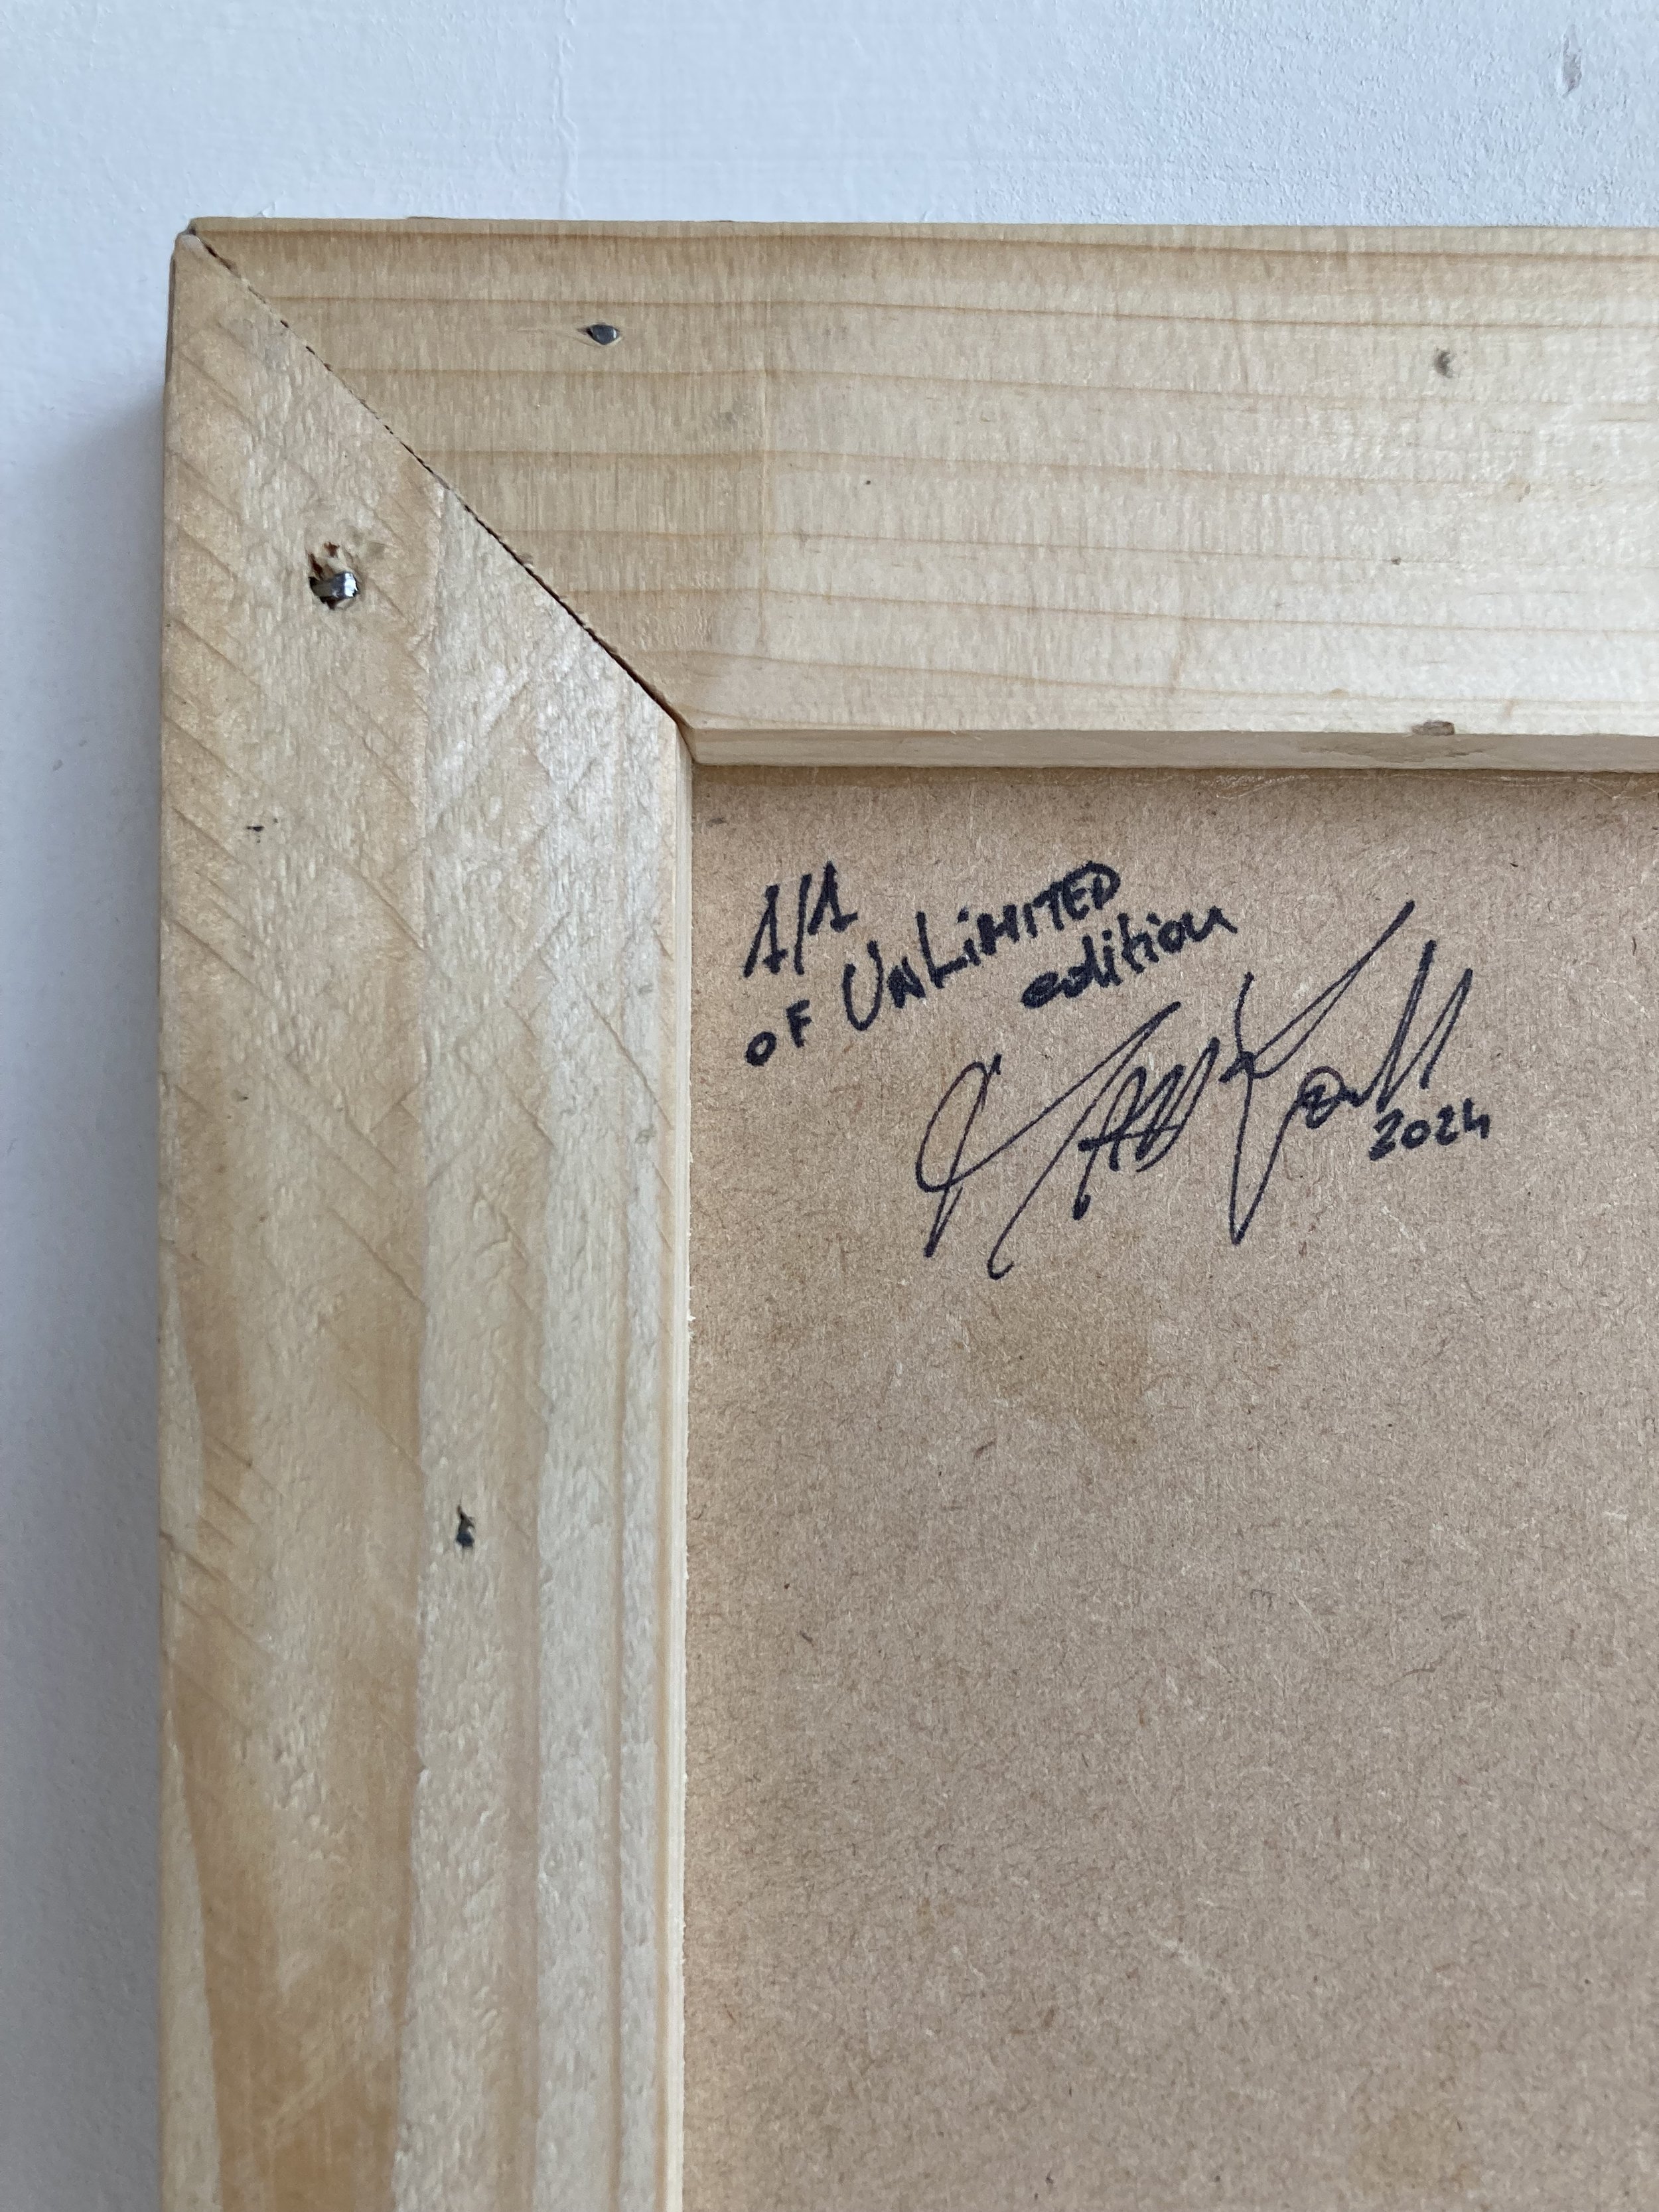 1/1
OF UNLiMITED
edition
2024